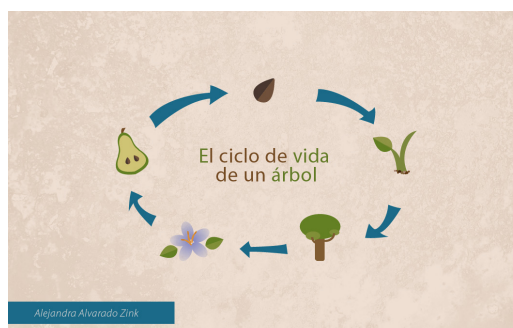 El ciclo de vida
de un árbol
Alejandra Alvarado Zink